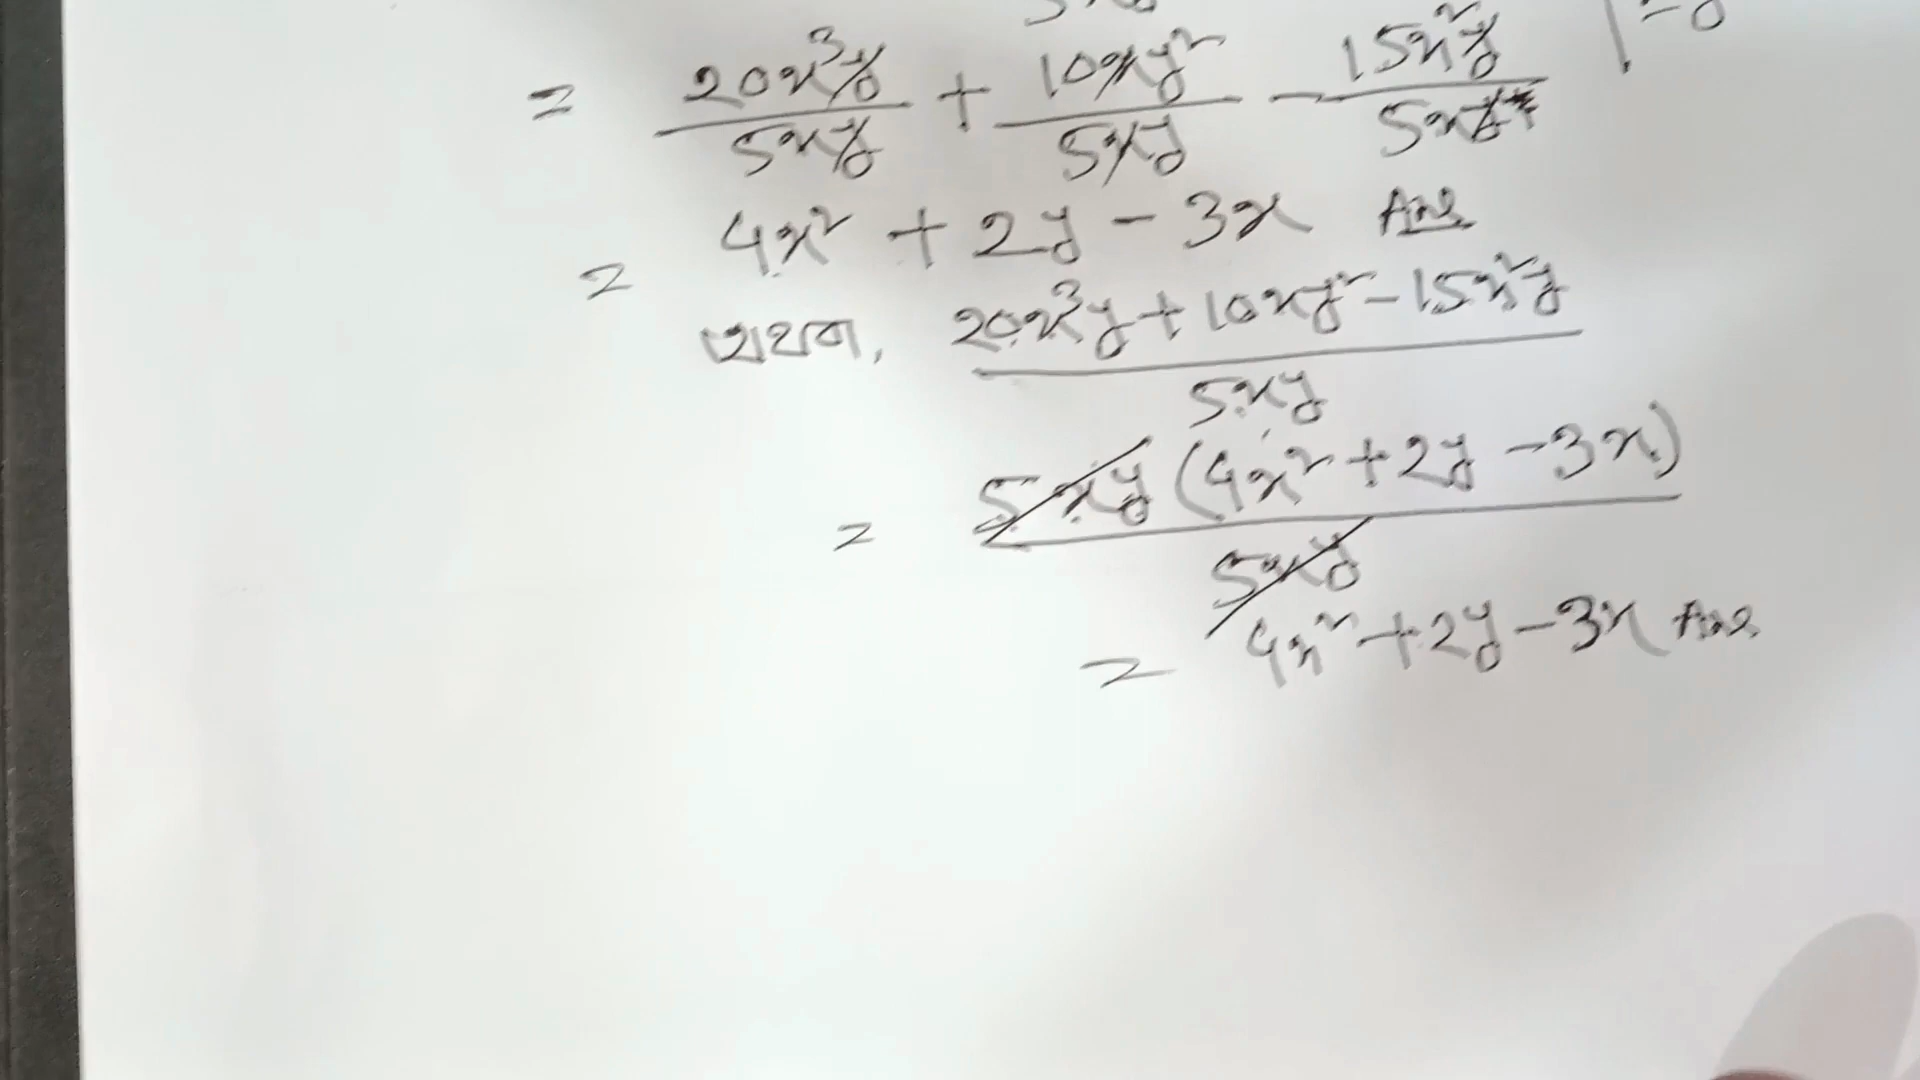 = 20x³y/5xy + 10xy²/5xy - 15x²y/5xy
= 4x² + 2y - 3x Ans
অথবা, 20x³y + 10xy² - 15x²y / 5xy
= 5xy (4x² + 2y - 3x) / 5xy
= 4x² + 2y - 3x Ans